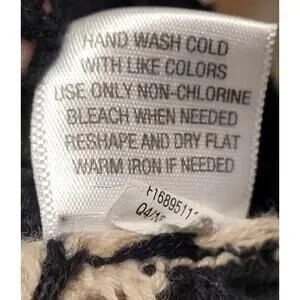 HAND WASH COLD
WITH LIKE COLORS
USE ONLY NON-CHLORINE
BLEACH WHEN NEEDED
RESHAPE AND DRY FLAT
WARM IRON IF NEEDED